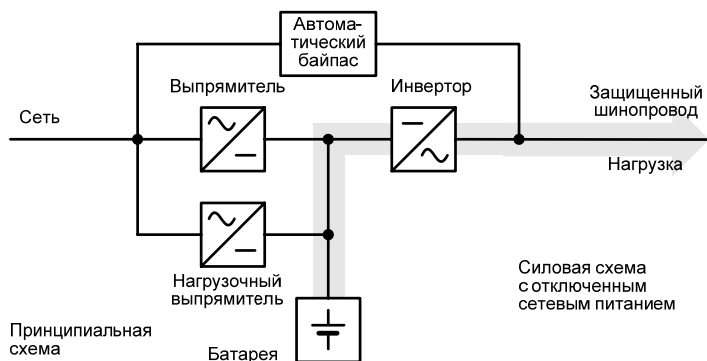 Автома-
тический
байпас
Выпрямитель
Инвертор
Защищенный
шинопровод
Сеть
Нагрузка
Нагрузочный
выпрямитель
Силовая схема
с отключенным
сетевым питанием
Принципиальная
схема
Батарея